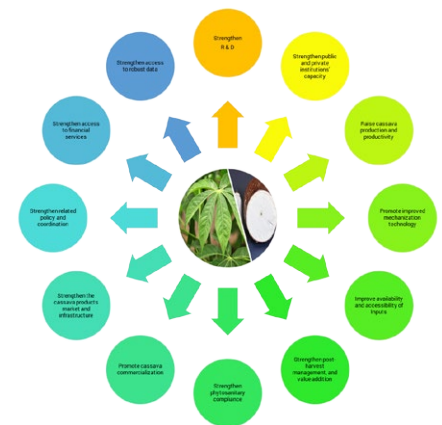 Strengthen
R & D
Strengthen public
and private
institutions'
capacity
Raise cassava
production and
productivity
Promote improved
mechanization
technology
Improve availability
and accessibility of
inputs
Strengthen post-
harvest
management, and
value addition
Strengthen
phytosanitary
compliance
Promote cassava
commercialization
Strengthen the
cassava products
market and
infrastructure
Strengthen related
policy and
coordination
Strengthen access
to financial
services
Strengthen access
to robust data